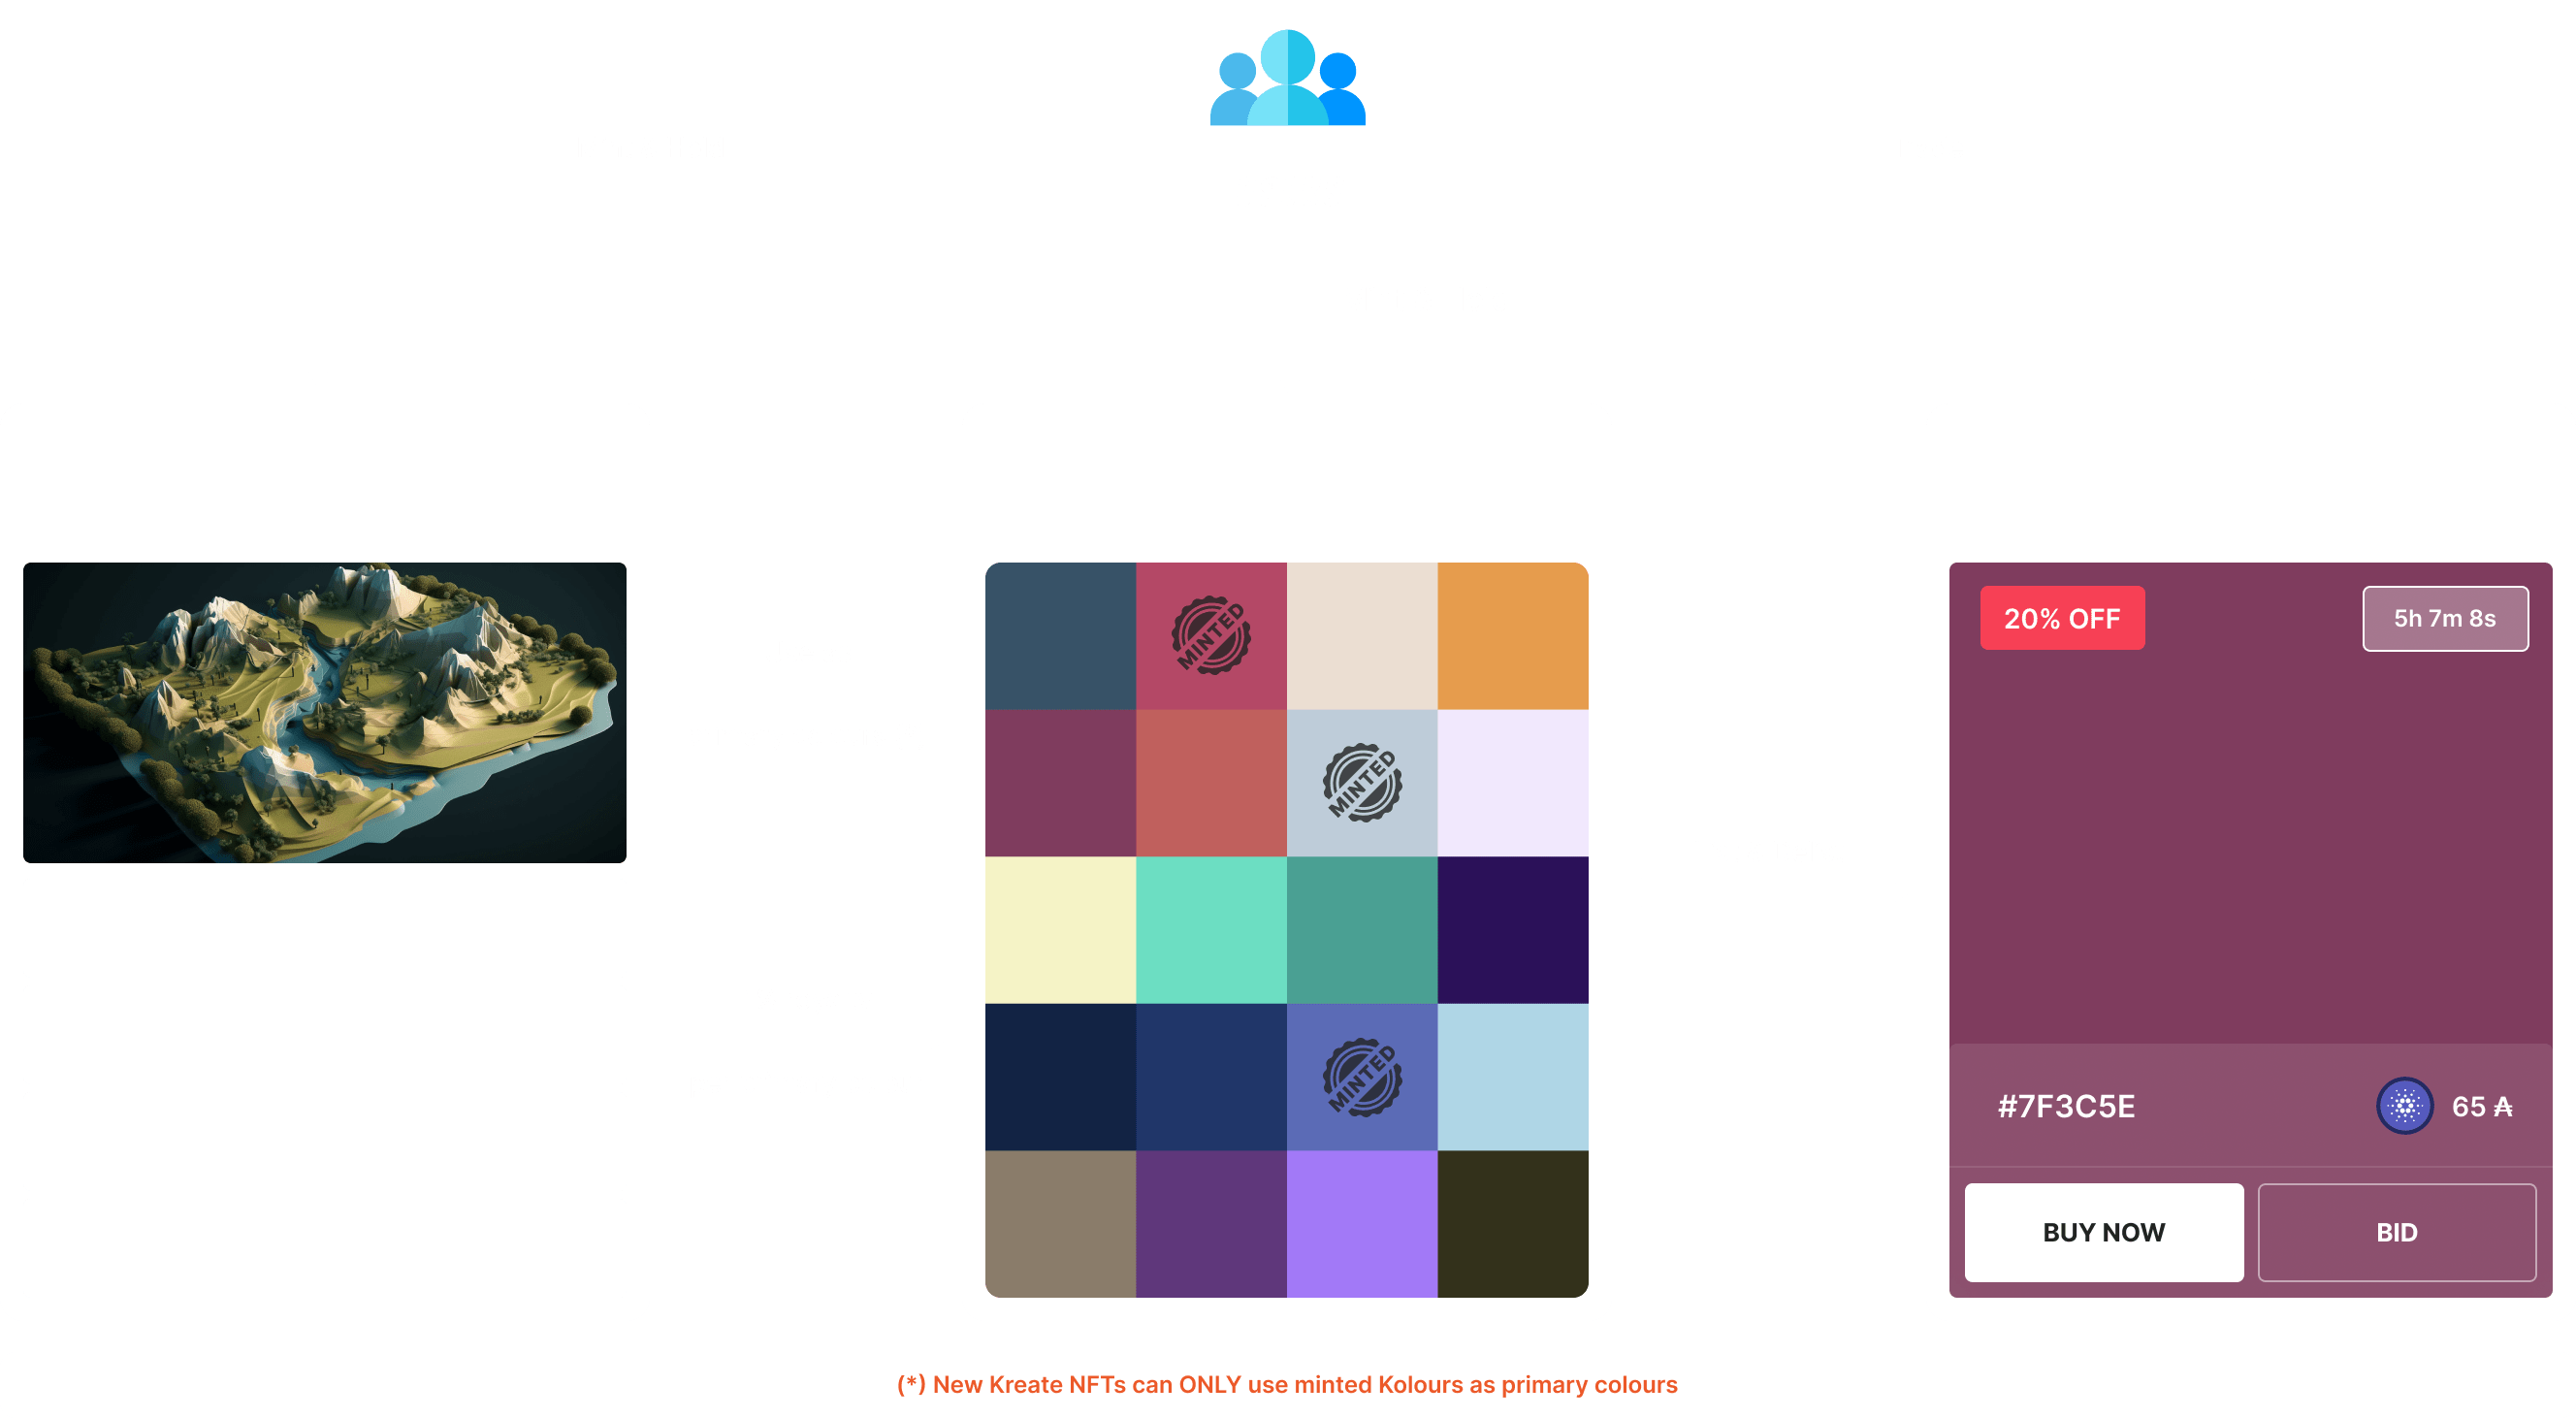 MINTED
MINTED
MINTED
20% OFF
5h 7m 8s
#7F3C5E
65 ₳
BUY NOW
BID
(*) New Kreate NFTs can ONLY use minted Kolours as primary colours